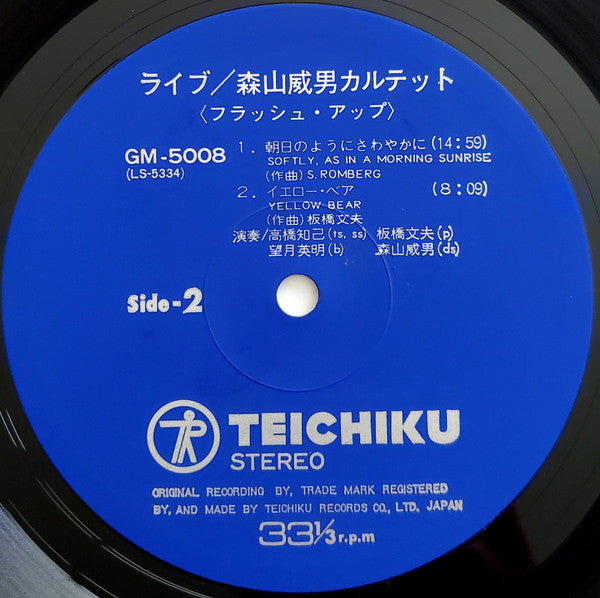 ライブ／森山威男カルテット
〈フラッシュ・アップ〉
GM-5008
(LS-5334)
1. 朝日のようにさわやかに (14:59)
SOFTLY, AS IN A MORNING SUNRISE
(作曲) S. ROMBERG
2. イエロー・ベア (8:09)
YELLOW BEAR
(作曲) 板橋文夫
演奏/高橋知己(ts, ss) 板橋文夫(p)
望月英明(b) 森山威男(ds)
Side-2
TEICHIKU
STEREO
ORIGINAL RECORDING BY, TRADE MARK REGISTERED
BY, AND MADE BY TEICHIKU RECORDS CO., LTD. JAPAN
33⅓ r.p.m